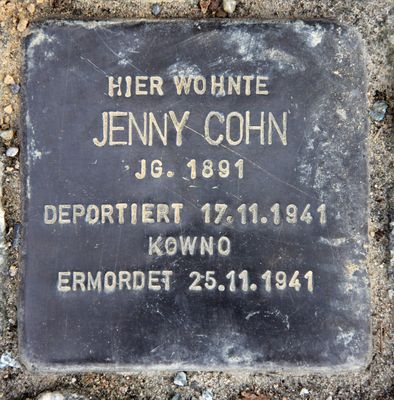 HIER WOHNTE
JENNY COHN
JG. 1891
DEPORTIERT 17.11.1941
KOWNO
ERMORDET 25.11.1941